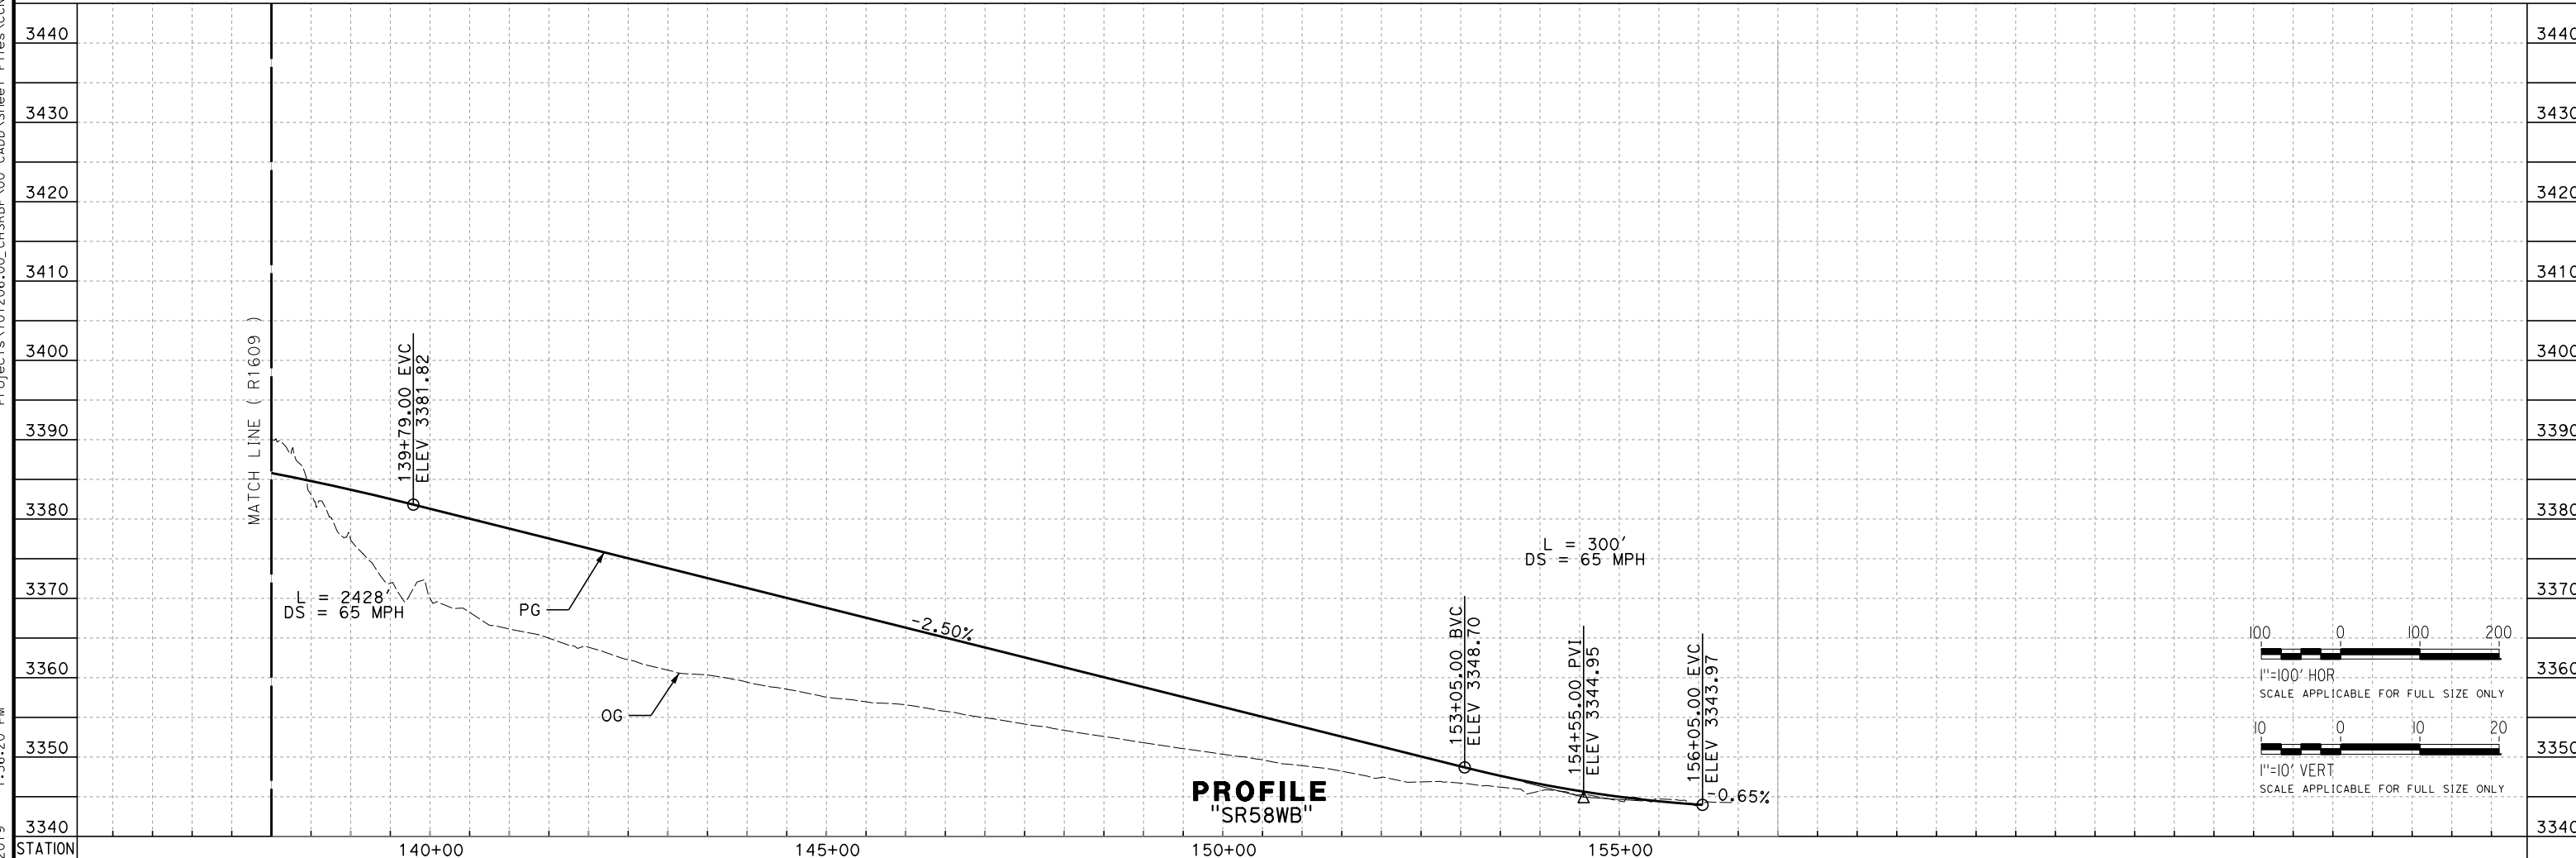 3440
3430
3420
3410
3400
3390
3380
3370
3360
3350
3340
STATION
MATCH LINE ( R1609 )
139+79.00 EVC
ELEV 3381.82
L = 2428'
DS = 65 MPH
PG
OG
-2.50%
153+05.00 BVC
ELEV 3348.70
L = 300'
DS = 65 MPH
154+55.00 PVI
ELEV 3344.95
156+05.00 EVC
ELEV 3343.97
-0.65%
PROFILE
"SR58WB"
140+00
145+00
150+00
155+00
100 0 100 200
1"=100' HOR
SCALE APPLICABLE FOR FULL SIZE ONLY
10 0 10 20
1"=10' VERT
SCALE APPLICABLE FOR FULL SIZE ONLY
3440
3430
3420
3410
3400
3390
3380
3370
3360
3350
3340